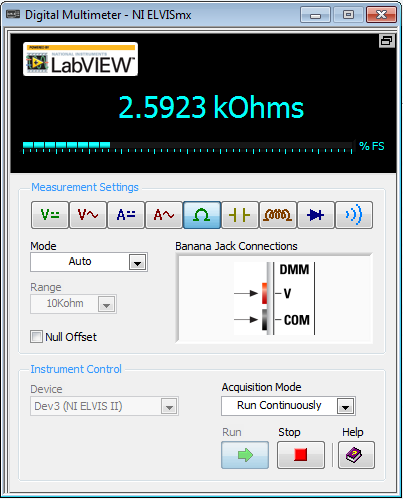 Digital Multimeter - NI ELVISmx
POWERED BY
NATIONAL INSTRUMENTS
LabVIEW™
2.5923 kOhms
% FS
Measurement Settings
V V A A Ω
Mode
Banana Jack Connections
Auto
DMM
V
COM
Range
10Kohm
Null Offset
Instrument Control
Device
Acquisition Mode
Dev3 (NI ELVIS II)
Run Continuously
Run Stop Help